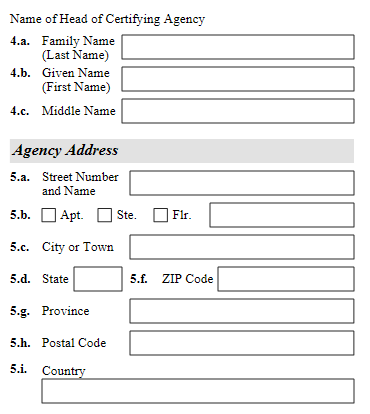 Name of Head of Certifying Agency
4.a. Family Name
(Last Name)
4.b. Given Name
(First Name)
4.c. Middle Name
Agency Address
5.a. Street Number
and Name
5.b. Apt. Ste. Flr.
5.c. City or Town
5.d. State 5.f. ZIP Code
5.g. Province
5.h. Postal Code
5.i. Country